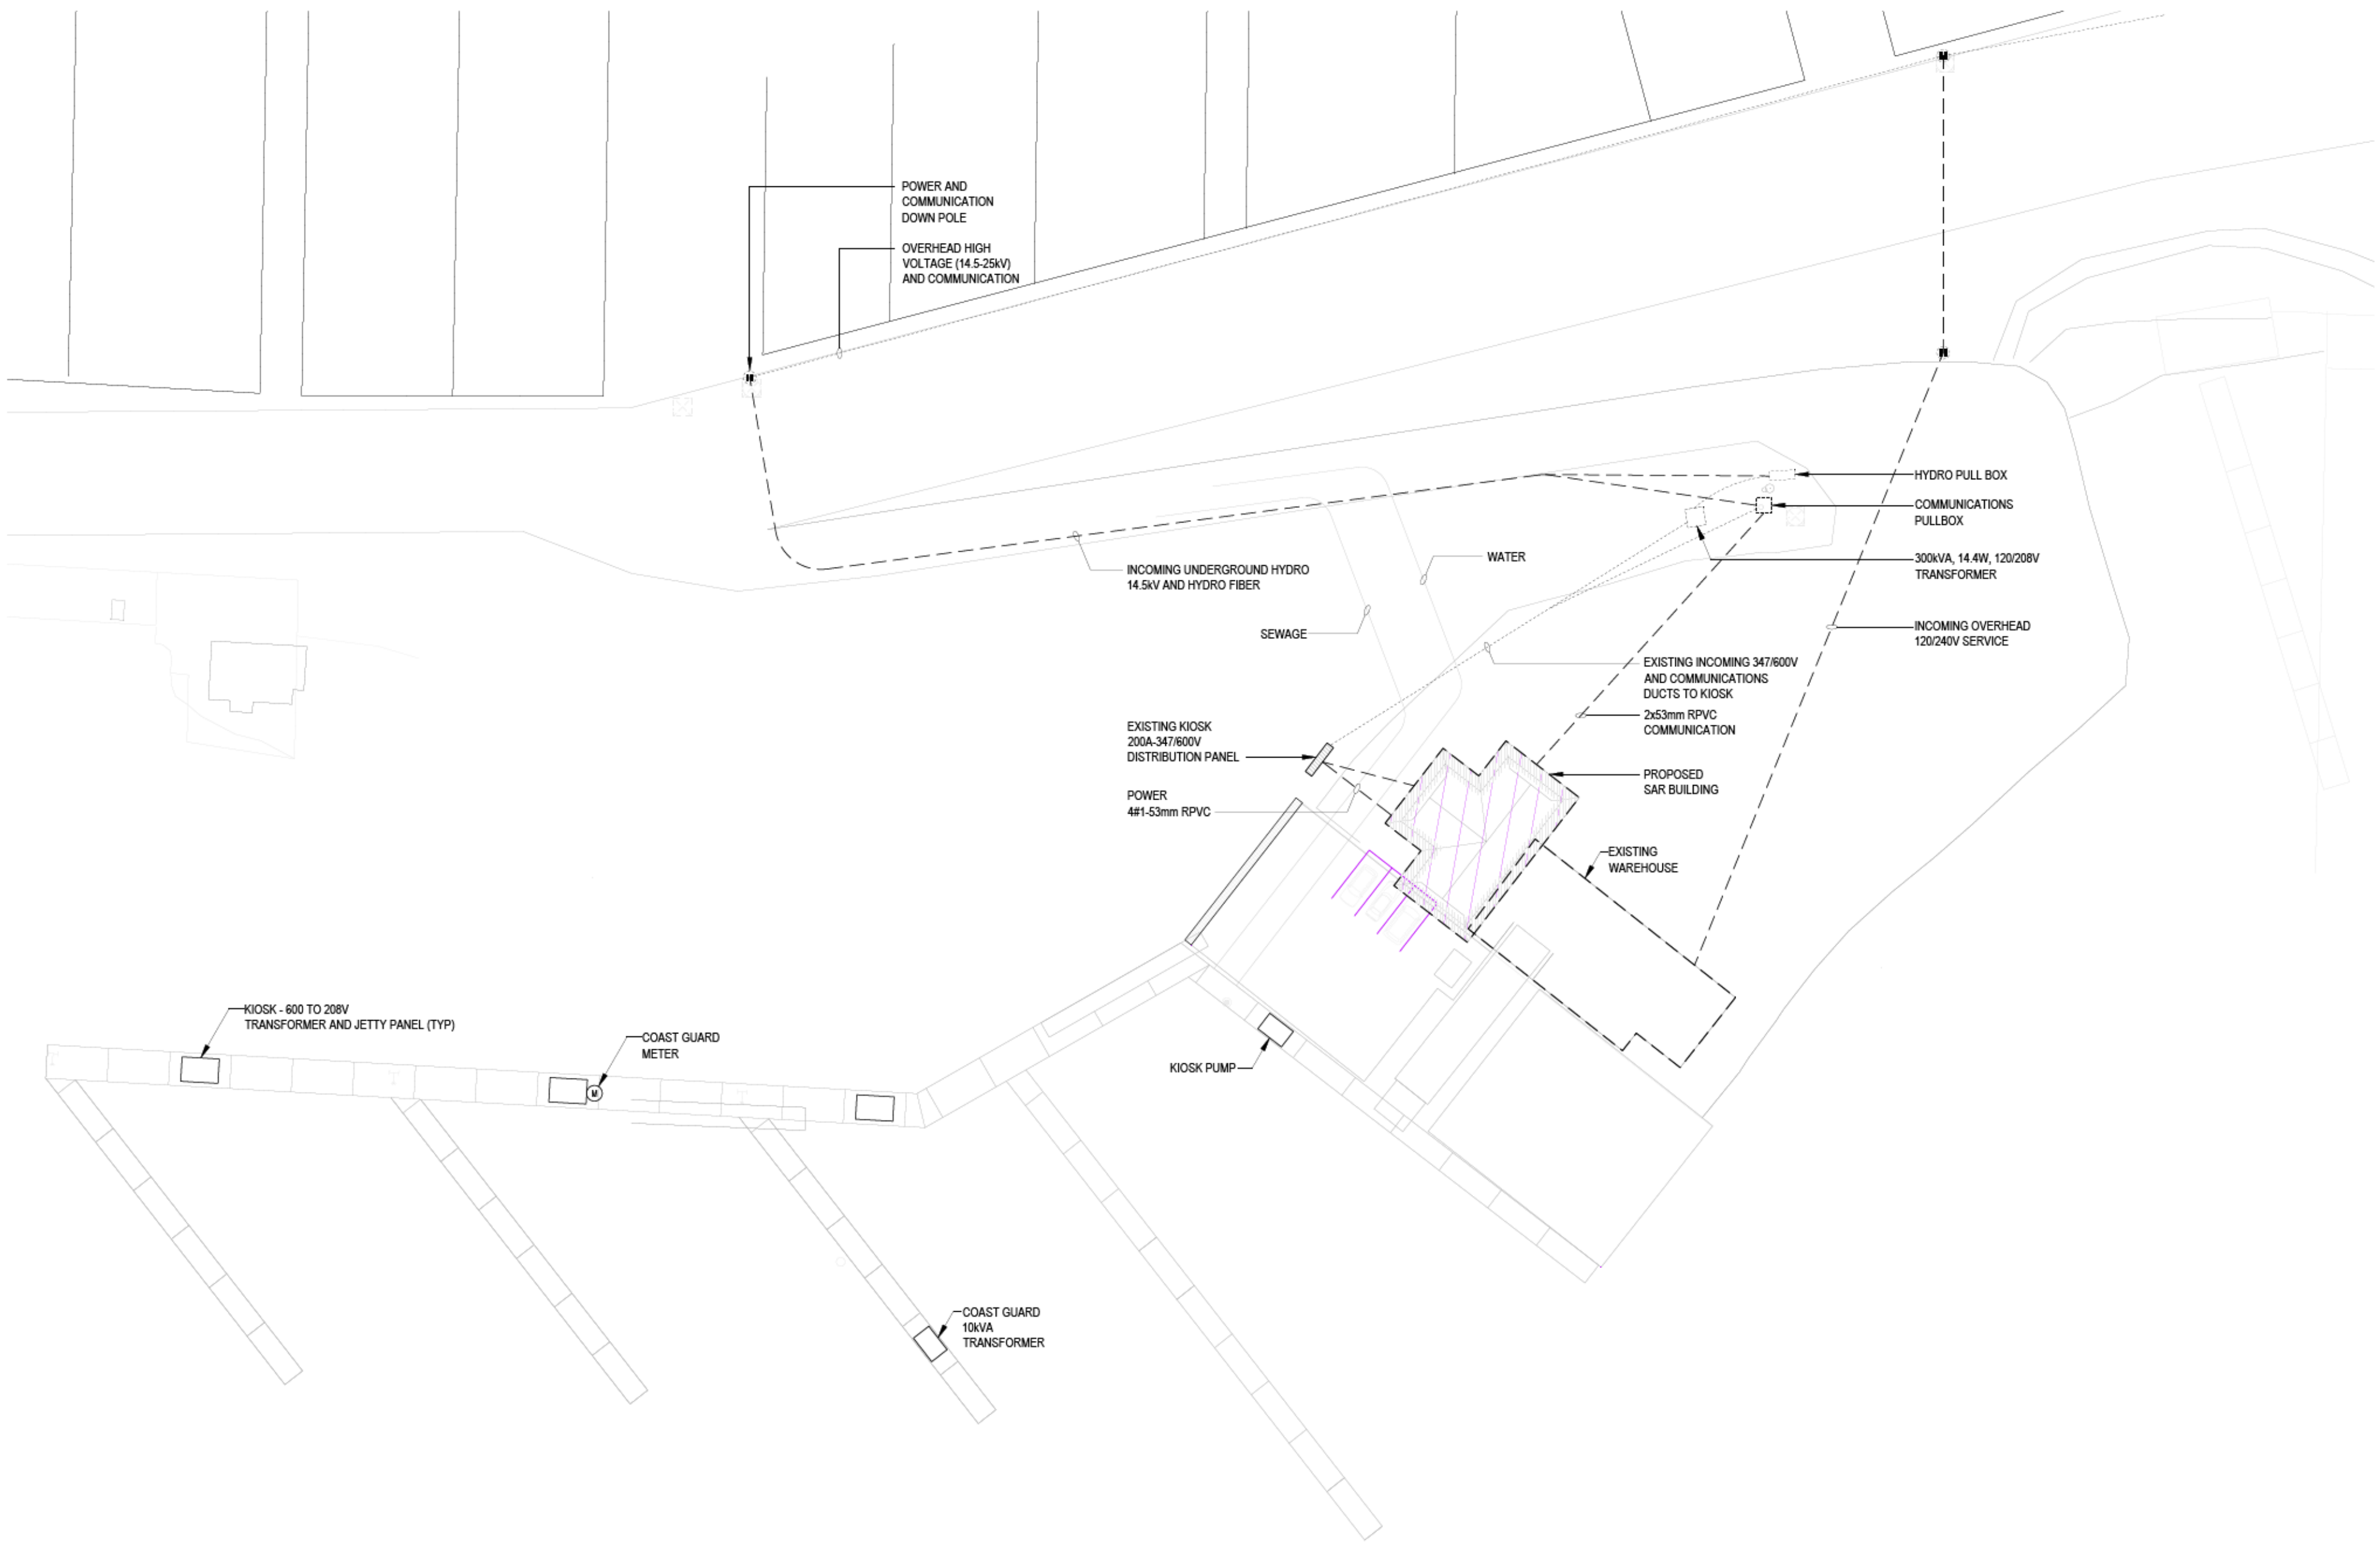 POWER AND
COMMUNICATION
DOWN POLE
OVERHEAD HIGH
VOLTAGE (14.5-25kV)
AND COMMUNICATION
HYDRO PULL BOX
COMMUNICATIONS
PULLBOX
INCOMING UNDERGROUND HYDRO
14.5kV AND HYDRO FIBER
WATER
300kVA, 14.4W, 120/208V
TRANSFORMER
SEWAGE
INCOMING OVERHEAD
120/240V SERVICE
EXISTING INCOMING 347/600V
AND COMMUNICATIONS
DUCTS TO KIOSK
2x53mm RPVC
COMMUNICATION
EXISTING KIOSK
200A-347/600V
DISTRIBUTION PANEL
PROPOSED
SAR BUILDING
POWER
4#1-53mm RPVC
EXISTING
WAREHOUSE
KIOSK - 600 TO 208V
TRANSFORMER AND JETTY PANEL (TYP)
COAST GUARD
METER
M
KIOSK PUMP
COAST GUARD
10kVA
TRANSFORMER